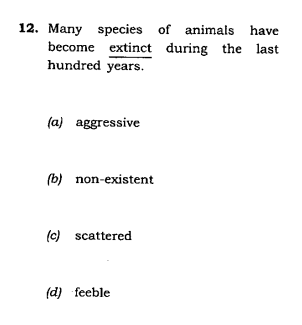 12. Many species of animals have
become extinct during the last
hundred years.
(a) aggressive
(b) non-existent
(c) scattered
(d) feeble